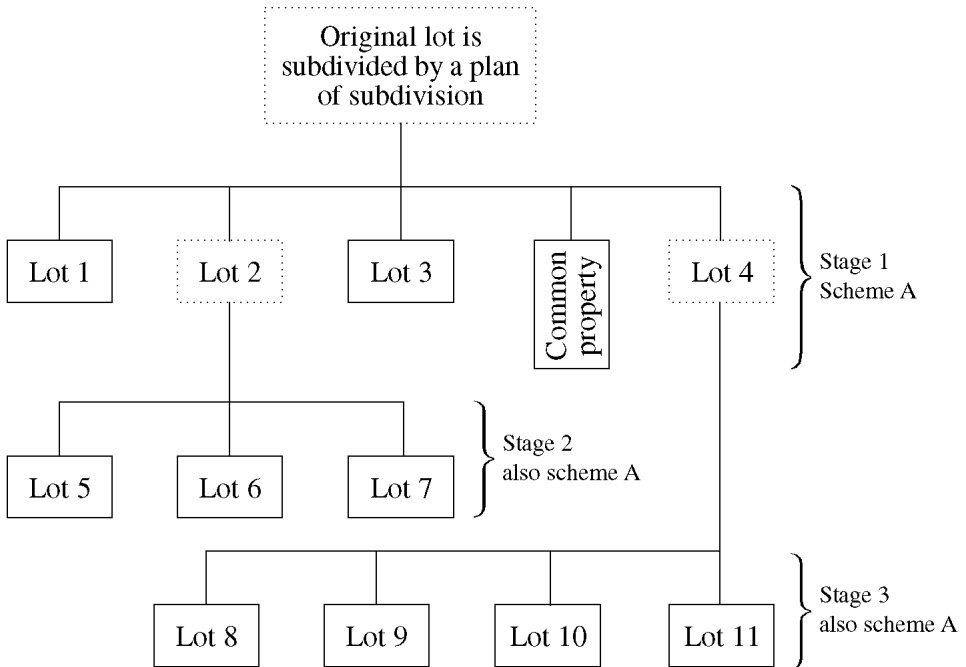 Original lot is
subdivided by a plan
of subdivision
Lot 1
Lot 2
Lot 3
Common
property
Lot 4
Stage 1
Scheme A
Lot 5
Lot 6
Lot 7
Stage 2
also scheme A
Lot 8
Lot 9
Lot 10
Lot 11
Stage 3
also scheme A